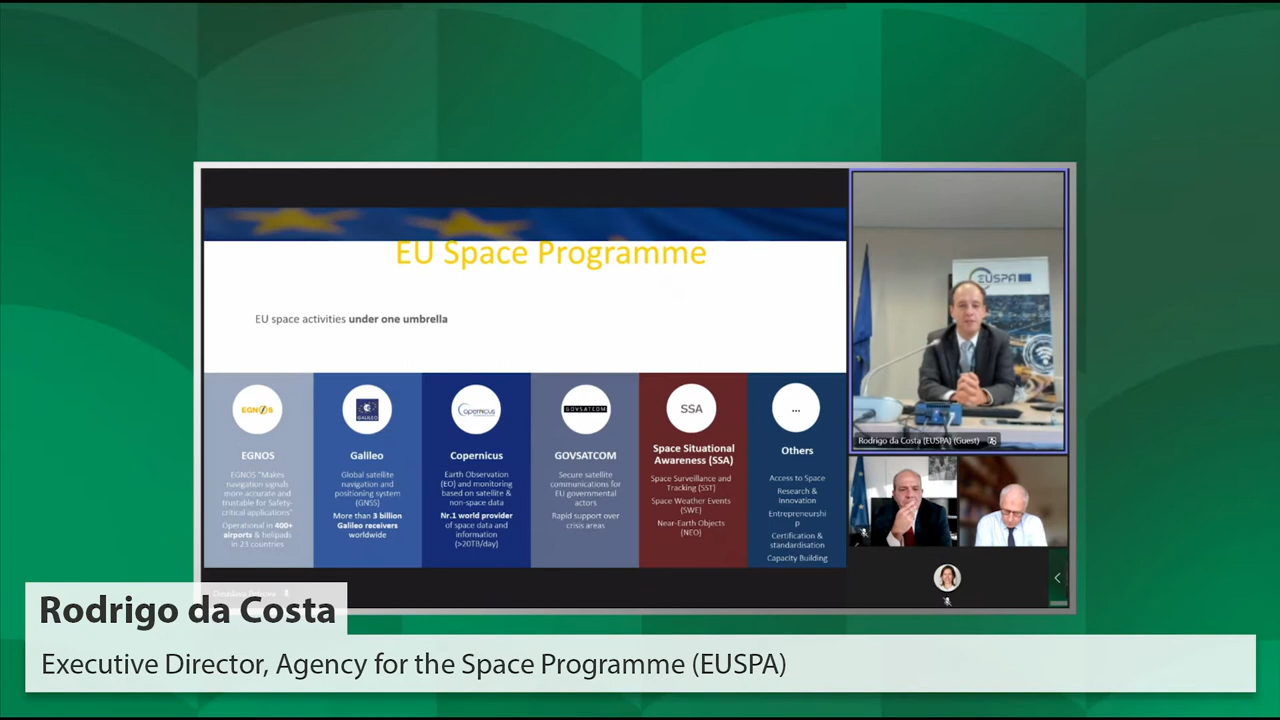 EU Space Programme
EU space activities under one umbrella
EGNOS
EGNOS
EGNOS "Makes
navigation signals
more accurate and
trustable for Safety-
critical applications"
Operational in 400+
airports & helipads
in 23 countries
GALILEO
Galileo
Global satellite
navigation and
positioning system
(GNSS)
More than 3 billion
Galileo receivers
worldwide
opernicus
Copernicus
Earth Observation
(EO) and monitoring
based on satellite &
non-space data
Nr.1 world provider
of space data and
information
(>20TB/day)
GOVSATCOM
GOVSATCOM
Secure satellite
communications for
EU governmental
actors
Rapid support over
crisis areas
SSA
Space Situational
Awareness (SSA)
Space Surveillance and
Tracking (SST)
Space Weather Events
(SWE)
Near-Earth Objects
(NEO)
...
Others
Access to Space
Research &
Innovation
Entrepreneurshi
p
Certification &
standardisation
Capacity Building
EUSPA
Rodrigo da Costa (EUSPA) (Guest)
Rodrigo da Costa
Executive Director, Agency for the Space Programme (EUSPA)